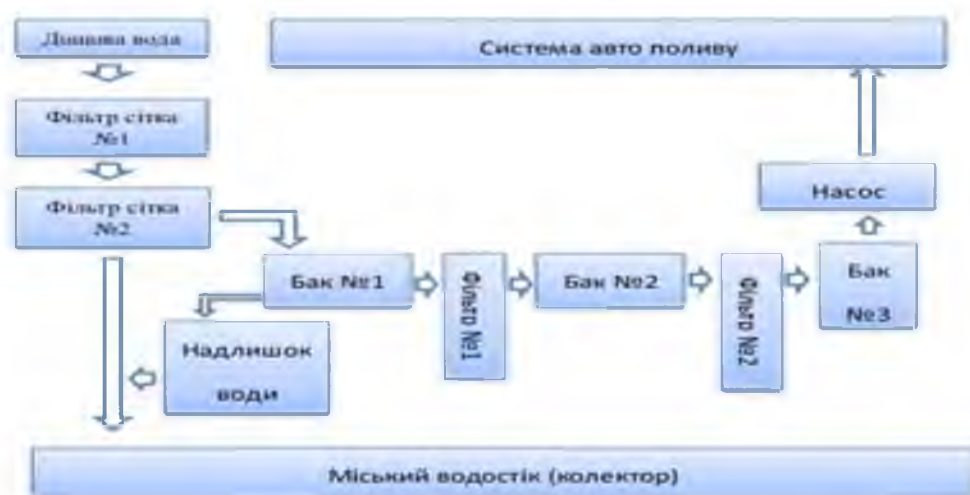 Дощова вода
Система авто поливу
Фільтр сітка
№1
Фільтр сітка
№2
Насос
Бак №1
Фільтр №1
Бак №2
Фільтр №2
Бак
№3
Надлишок
води
Міський водостік (колектор)